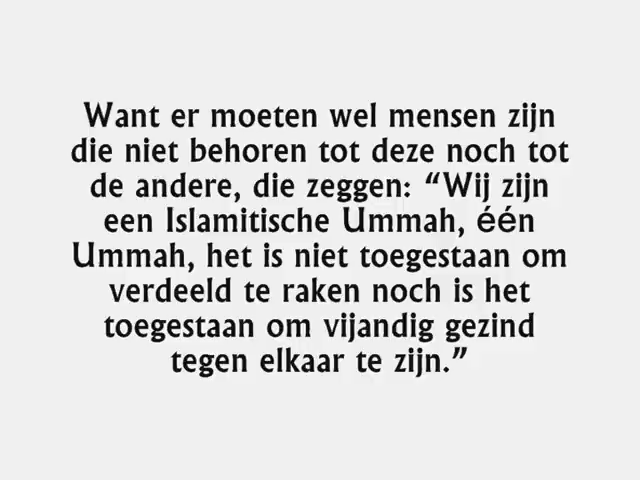 Want er moeten wel mensen zijn
die niet behoren tot deze noch tot
de andere, die zeggen: “Wij zijn
een Islamitische Ummah, één
Ummah, het is niet toegestaan om
verdeeld te raken noch is het
toegestaan om vijandig gezind
tegen elkaar te zijn.”